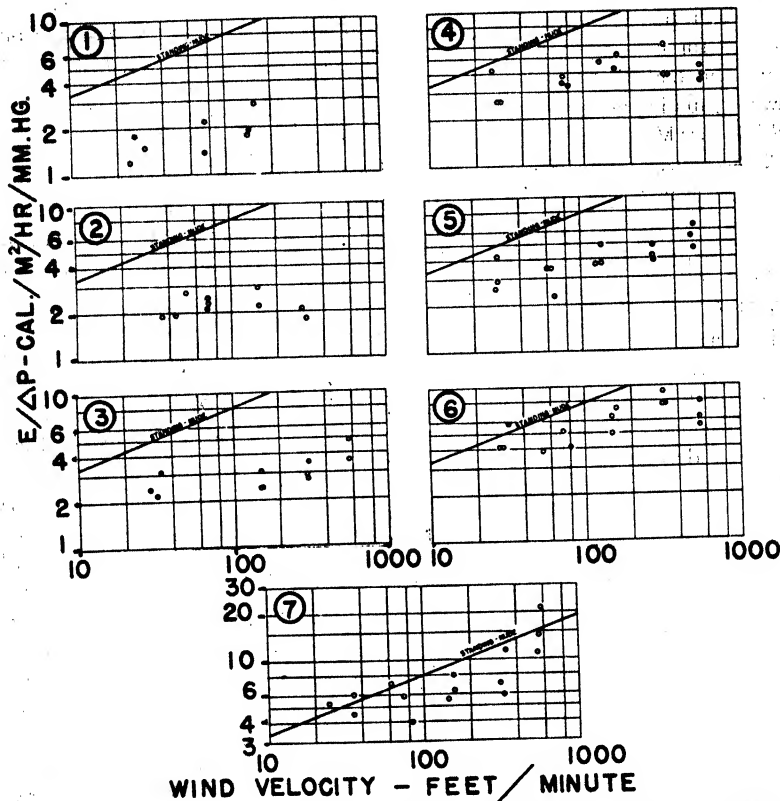 E/ΔP-CAL./M²/HR/MM.HG.
1
STANDING-NUDE
10
6
4
2
1
2
STANDING-NUDE
10
6
4
2
1
3
STANDING-NUDE
10
6
4
2
1
10 100 1000
4
STANDING-NUDE
5
STANDING-NUDE
6
STANDING-NUDE
10 100 1000
7
STANDING-NUDE
30
20
10
6
4
3
10 100 1000
WIND VELOCITY - FEET/MINUTE